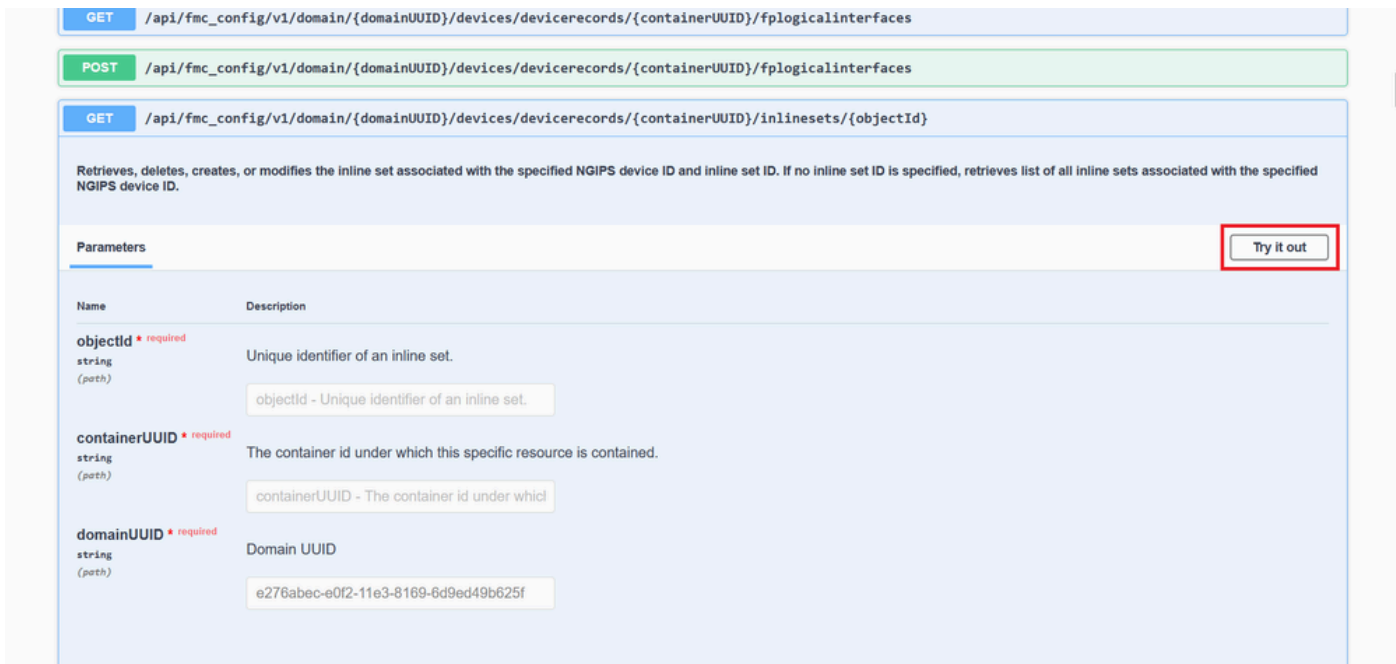 GET /api/fmc_config/v1/domain/{domainUUID}/devices/devicerecords/{containerUUID}/fplogicalinterfaces
POST /api/fmc_config/v1/domain/{domainUUID}/devices/devicerecords/{containerUUID}/fplogicalinterfaces
GET /api/fmc_config/v1/domain/{domainUUID}/devices/devicerecords/{containerUUID}/inlinesets/{objectId}
Retrieves, deletes, creates, or modifies the inline set associated with the specified NGIPS device ID and inline set ID. If no inline set ID is specified, retrieves list of all inline sets associated with the specified
NGIPS device ID.
Parameters Try it out
Name Description
objectId * required
string
(path)
Unique identifier of an inline set.
objectId - Unique identifier of an inline set.
containerUUID * required
string
(path)
The container id under which this specific resource is contained.
containerUUID - The container id under which
domainUUID * required
string
(path)
Domain UUID
e276abec-e0f2-11e3-8169-6d9ed49b625f